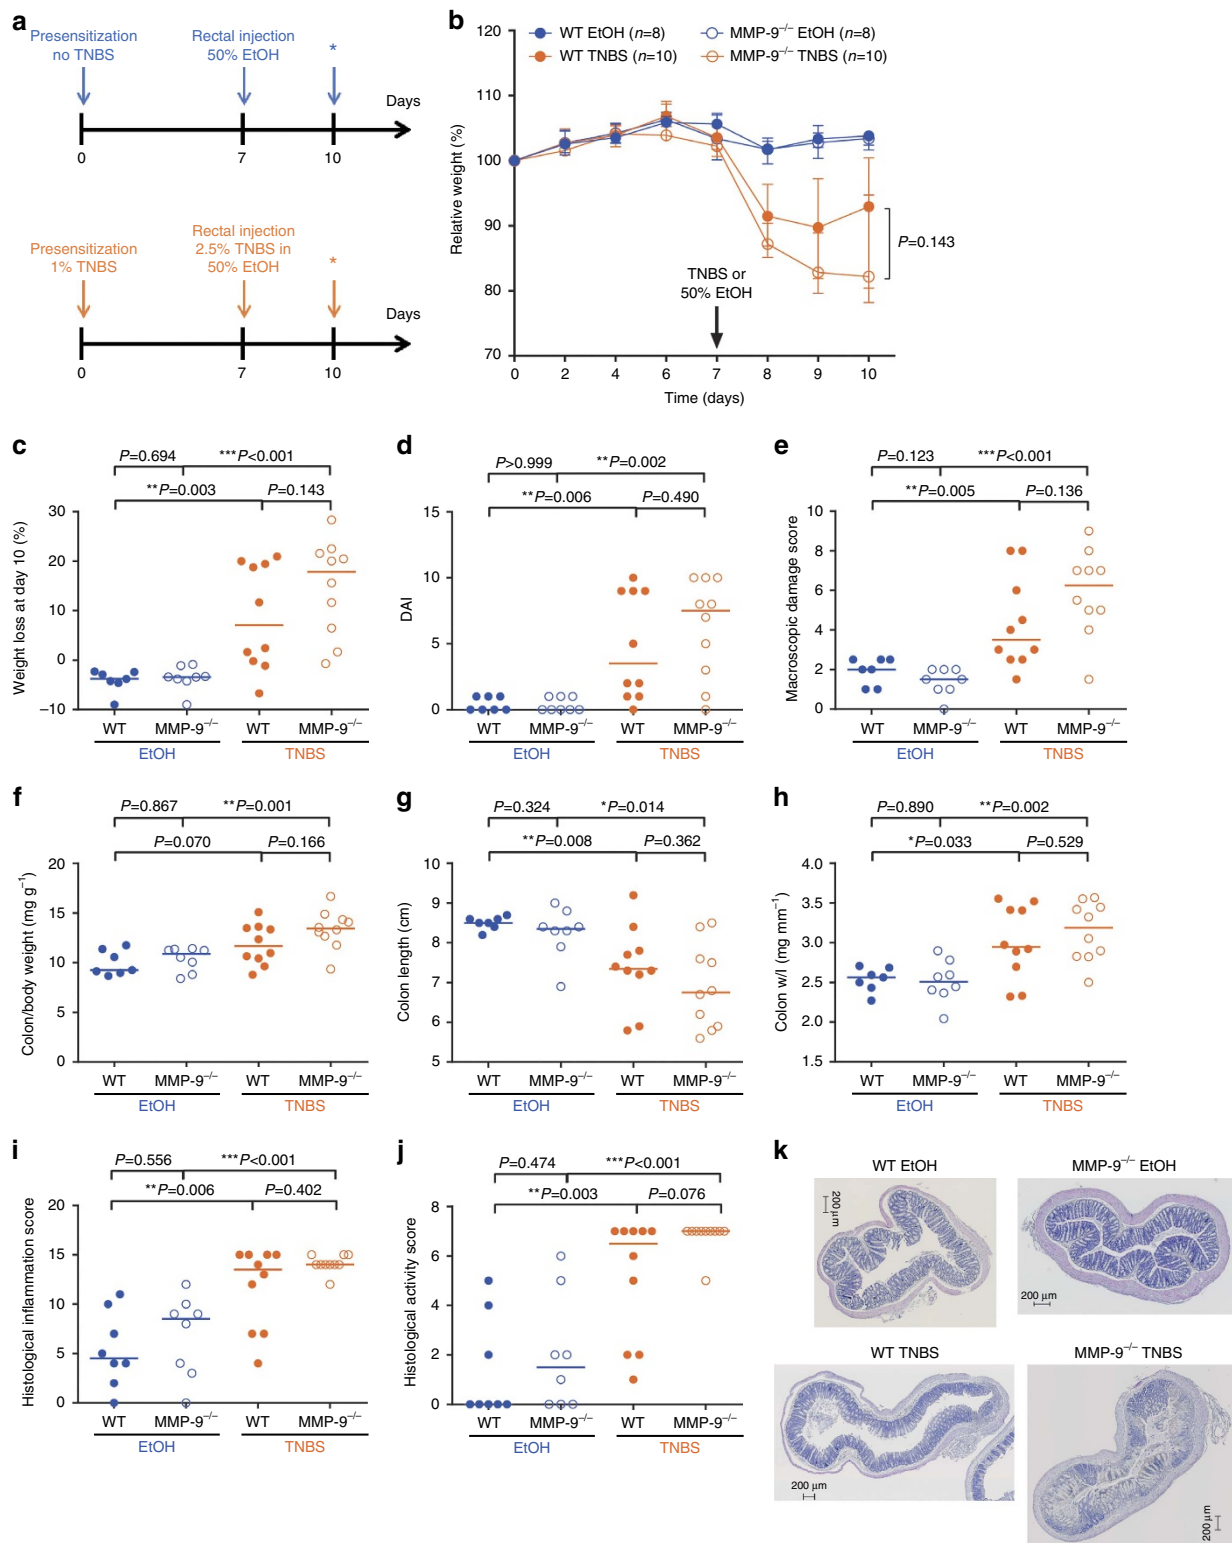 a
Presensitization
no TNBS
Rectal injection
50% EtOH
*
Days
0
7
10
Presensitization
1% TNBS
Rectal injection
2.5% TNBS in
50% EtOH
*
Days
0
7
10
b
WT EtOH (n=8)
MMP-9–/– EtOH (n=8)
WT TNBS (n=10)
MMP-9–/– TNBS (n=10)
120
110
100
90
80
70
Relative weight (%)
P=0.143
TNBS or
50% EtOH
0 2 4 6 7 8 9 10
Time (days)
c
P=0.694
***P<0.001
**P=0.003
P=0.143
30
20
10
0
–10
Weight loss at day 10 (%)
WT MMP-9–/– WT MMP-9–/–
EtOH TNBS
d
P>0.999
**P=0.002
**P=0.006
P=0.490
15
10
5
0
DAI
WT MMP-9–/– WT MMP-9–/–
EtOH TNBS
e
P=0.123
***P<0.001
**P=0.005
P=0.136
10
8
6
4
2
0
Macroscopic damage score
WT MMP-9–/– WT MMP-9–/–
EtOH TNBS
f
P=0.867
**P=0.001
P=0.070
P=0.166
20
15
10
5
0
Colon/body weight (mg g–1)
WT MMP-9–/– WT MMP-9–/–
EtOH TNBS
g
P=0.324
*P=0.014
**P=0.008
P=0.362
10
9
8
7
6
5
Colon length (cm)
WT MMP-9–/– WT MMP-9–/–
EtOH TNBS
h
P=0.890
**P=0.002
*P=0.033
P=0.529
4.0
3.0
2.5
2.0
1.5
Colon w/l (mg mm–1)
WT MMP-9–/– WT MMP-9–/–
EtOH TNBS
i
P=0.556
***P<0.001
**P=0.006
P=0.402
20
15
10
5
0
Histological inflammation score
WT MMP-9–/– WT MMP-9–/–
EtOH TNBS
j
P=0.474
***P<0.001
**P=0.003
P=0.076
8
6
4
2
0
Histological activity score
WT MMP-9–/– WT MMP-9–/–
EtOH TNBS
k
WT EtOH
200 μm
MMP-9–/– EtOH
200 μm
WT TNBS
200 μm
MMP-9–/– TNBS
200 μm